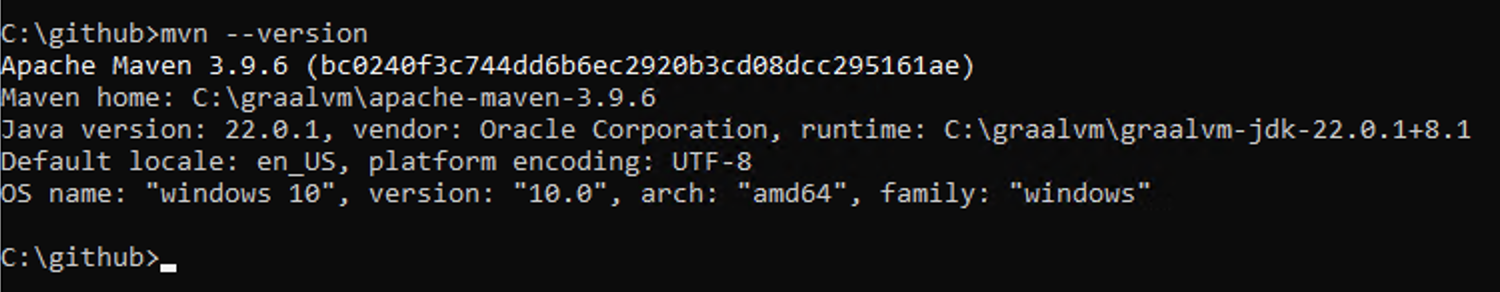 C:\github>mvn --version
Apache Maven 3.9.6 (bc0240f3c744dd6b6ec2920b3cd08dcc295161ae)
Maven home: C:\graalvm\apache-maven-3.9.6
Java version: 22.0.1, vendor: Oracle Corporation, runtime: C:\graalvm\graalvm-jdk-22.0.1+8.1
Default locale: en_US, platform encoding: UTF-8
OS name: "windows 10", version: "10.0", arch: "amd64", family: "windows"
C:\github>